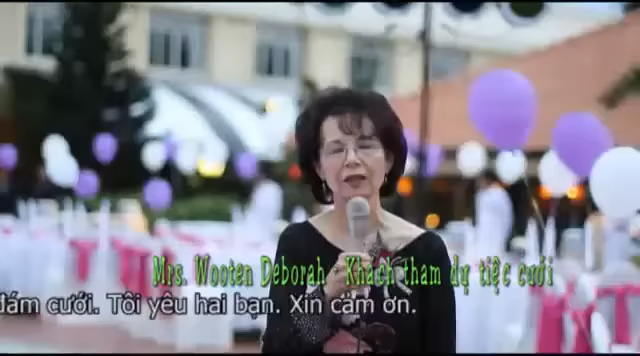 Mrs. Wooten Deborah - Khách tham dự tiệc cưới
đám cưới. Tôi yêu hai bạn. Xin cảm ơn.